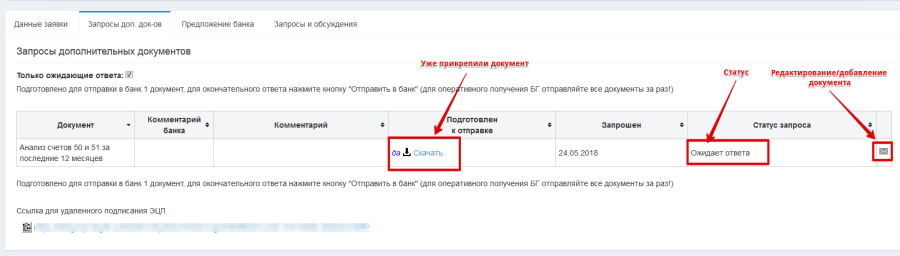 Данные заявки Запросы доп. док-ов Предложение банка Запросы и обсуждения
Запросы дополнительных документов
Уже прикрепили документ
Статус
Редактирование/добавление
документа
Только ожидающие ответа:
Подготовлено для отправки в банк 1 документ, для окончательного ответа нажмите кнопку "Отправить в банк" (для оперативного получения БГ отправляйте все документы за раз!)
Документ Комментарий банка Комментарий Подготовлен к отправке Запрошен Статус запроса
Анализ счетов 50 и 51 за
последние 12 месяцев
да Скачать 24.05.2018 Ожидает ответа
Подготовлено для отправки в банк 1 документ, для окончательного ответа нажмите кнопку "Отправить в банк" (для оперативного получения БГ отправляйте все документы за раз!)
Ссылка для удаленного подписания ЭЦП